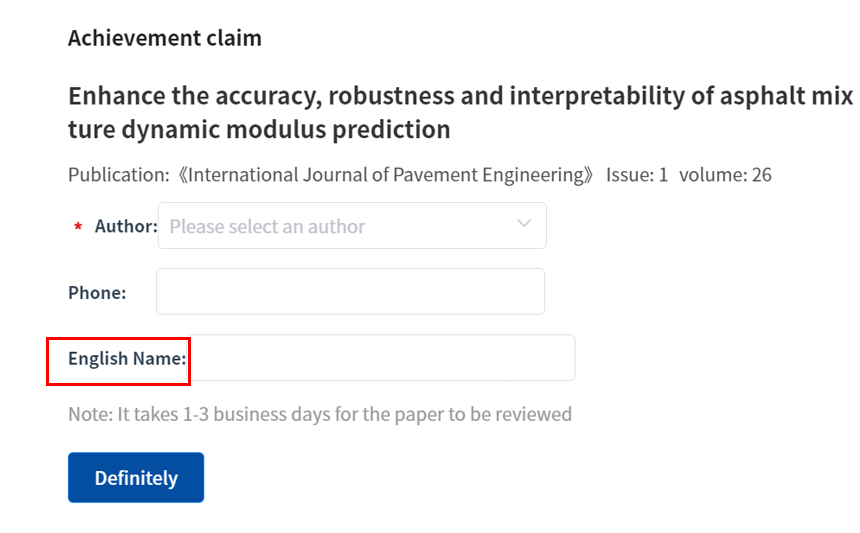 Achievement claim
Enhance the accuracy, robustness and interpretability of asphalt mix
ture dynamic modulus prediction
Publication:《International Journal of Pavement Engineering》 Issue: 1 volume: 26
* Author: Please select an author
Phone:
English Name:
Note: It takes 1-3 business days for the paper to be reviewed
Definitely